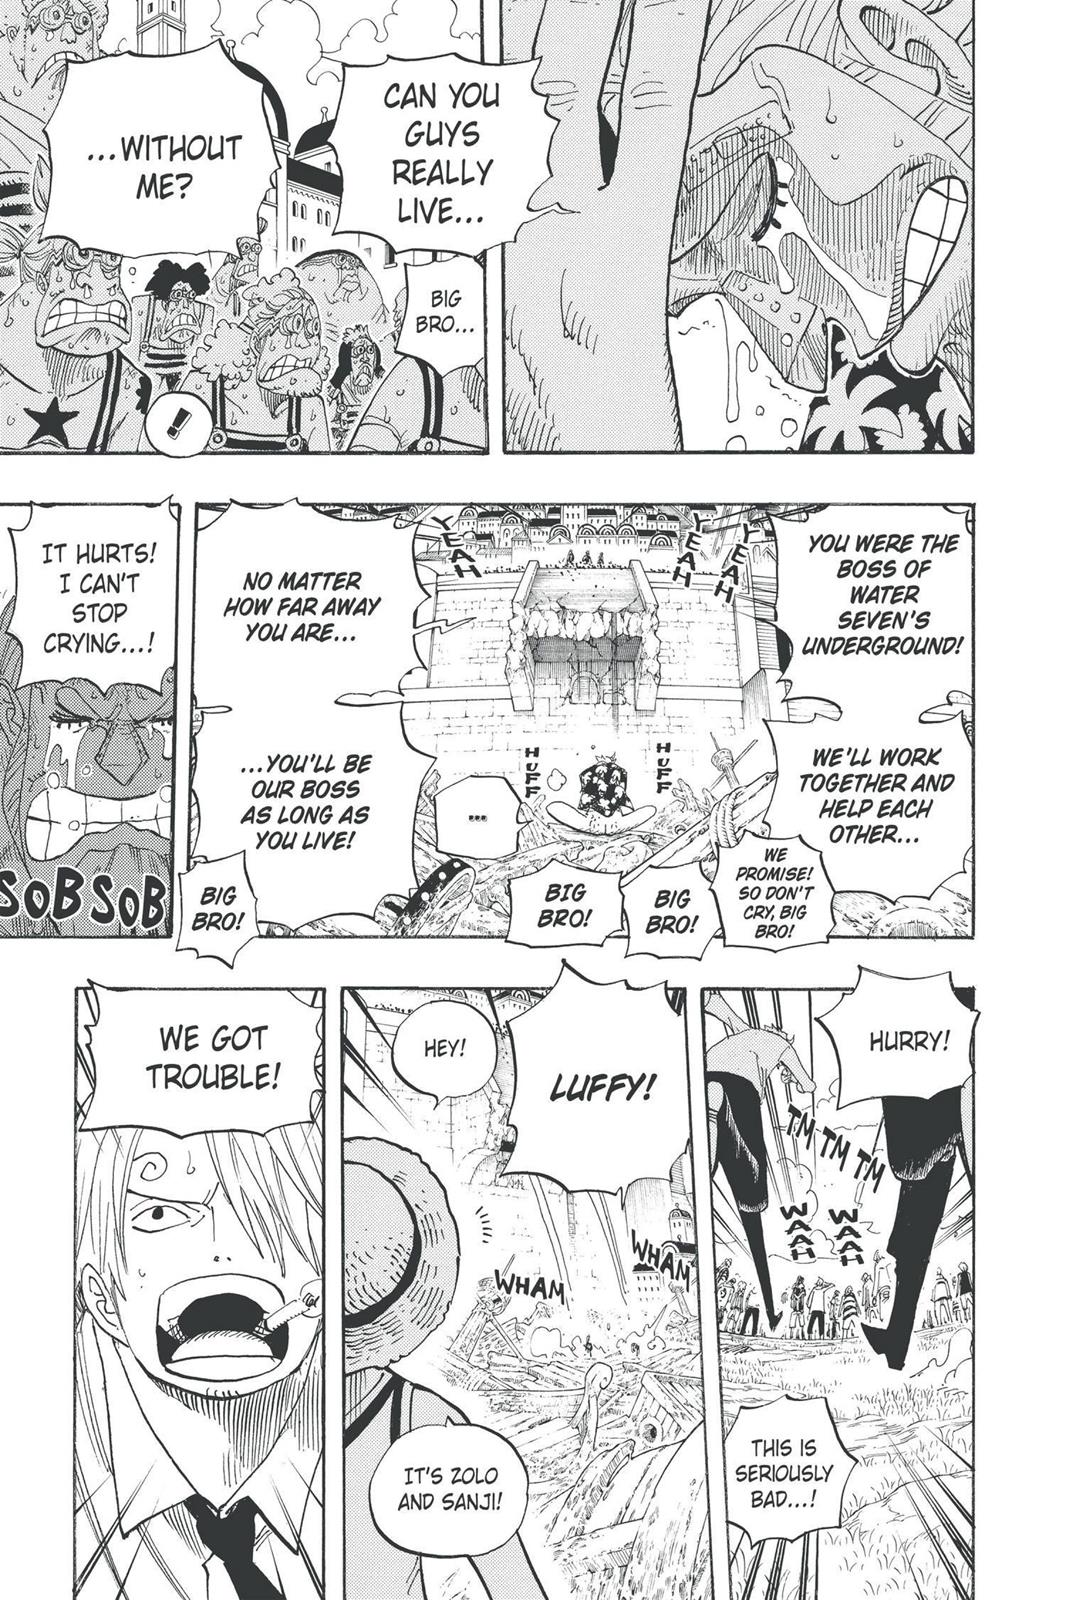 CAN YOU
GUYS
REALLY
LIVE...
...WITHOUT
ME?
BIG
BRO...
!
YOU WERE THE
BOSS OF
WATER
SEVEN'S
UNDERGROUND!
WE'LL WORK
TOGETHER AND
HELP EACH
OTHER...
WE
PROMISE!
SO DON'T
CRY, BIG
BRO!
YEAH
YEAH
YEAH
HUFF
HUFF
...
BIG
BRO!
BIG
BRO!
NO MATTER
HOW FAR AWAY
YOU ARE...
...YOU'LL BE
OUR BOSS
AS LONG AS
YOU LIVE!
BIG
BRO!
IT HURTS!
I CAN'T
STOP
CRYING...!
SOB SOB
HURRY!
TM TM TM
WAAH
WAAH
THIS IS
SERIOUSLY
BAD...!
LUFFY!
HEY!
WHAM
WHAM
IT'S ZOLO
AND SANJI!
WE GOT
TROUBLE!